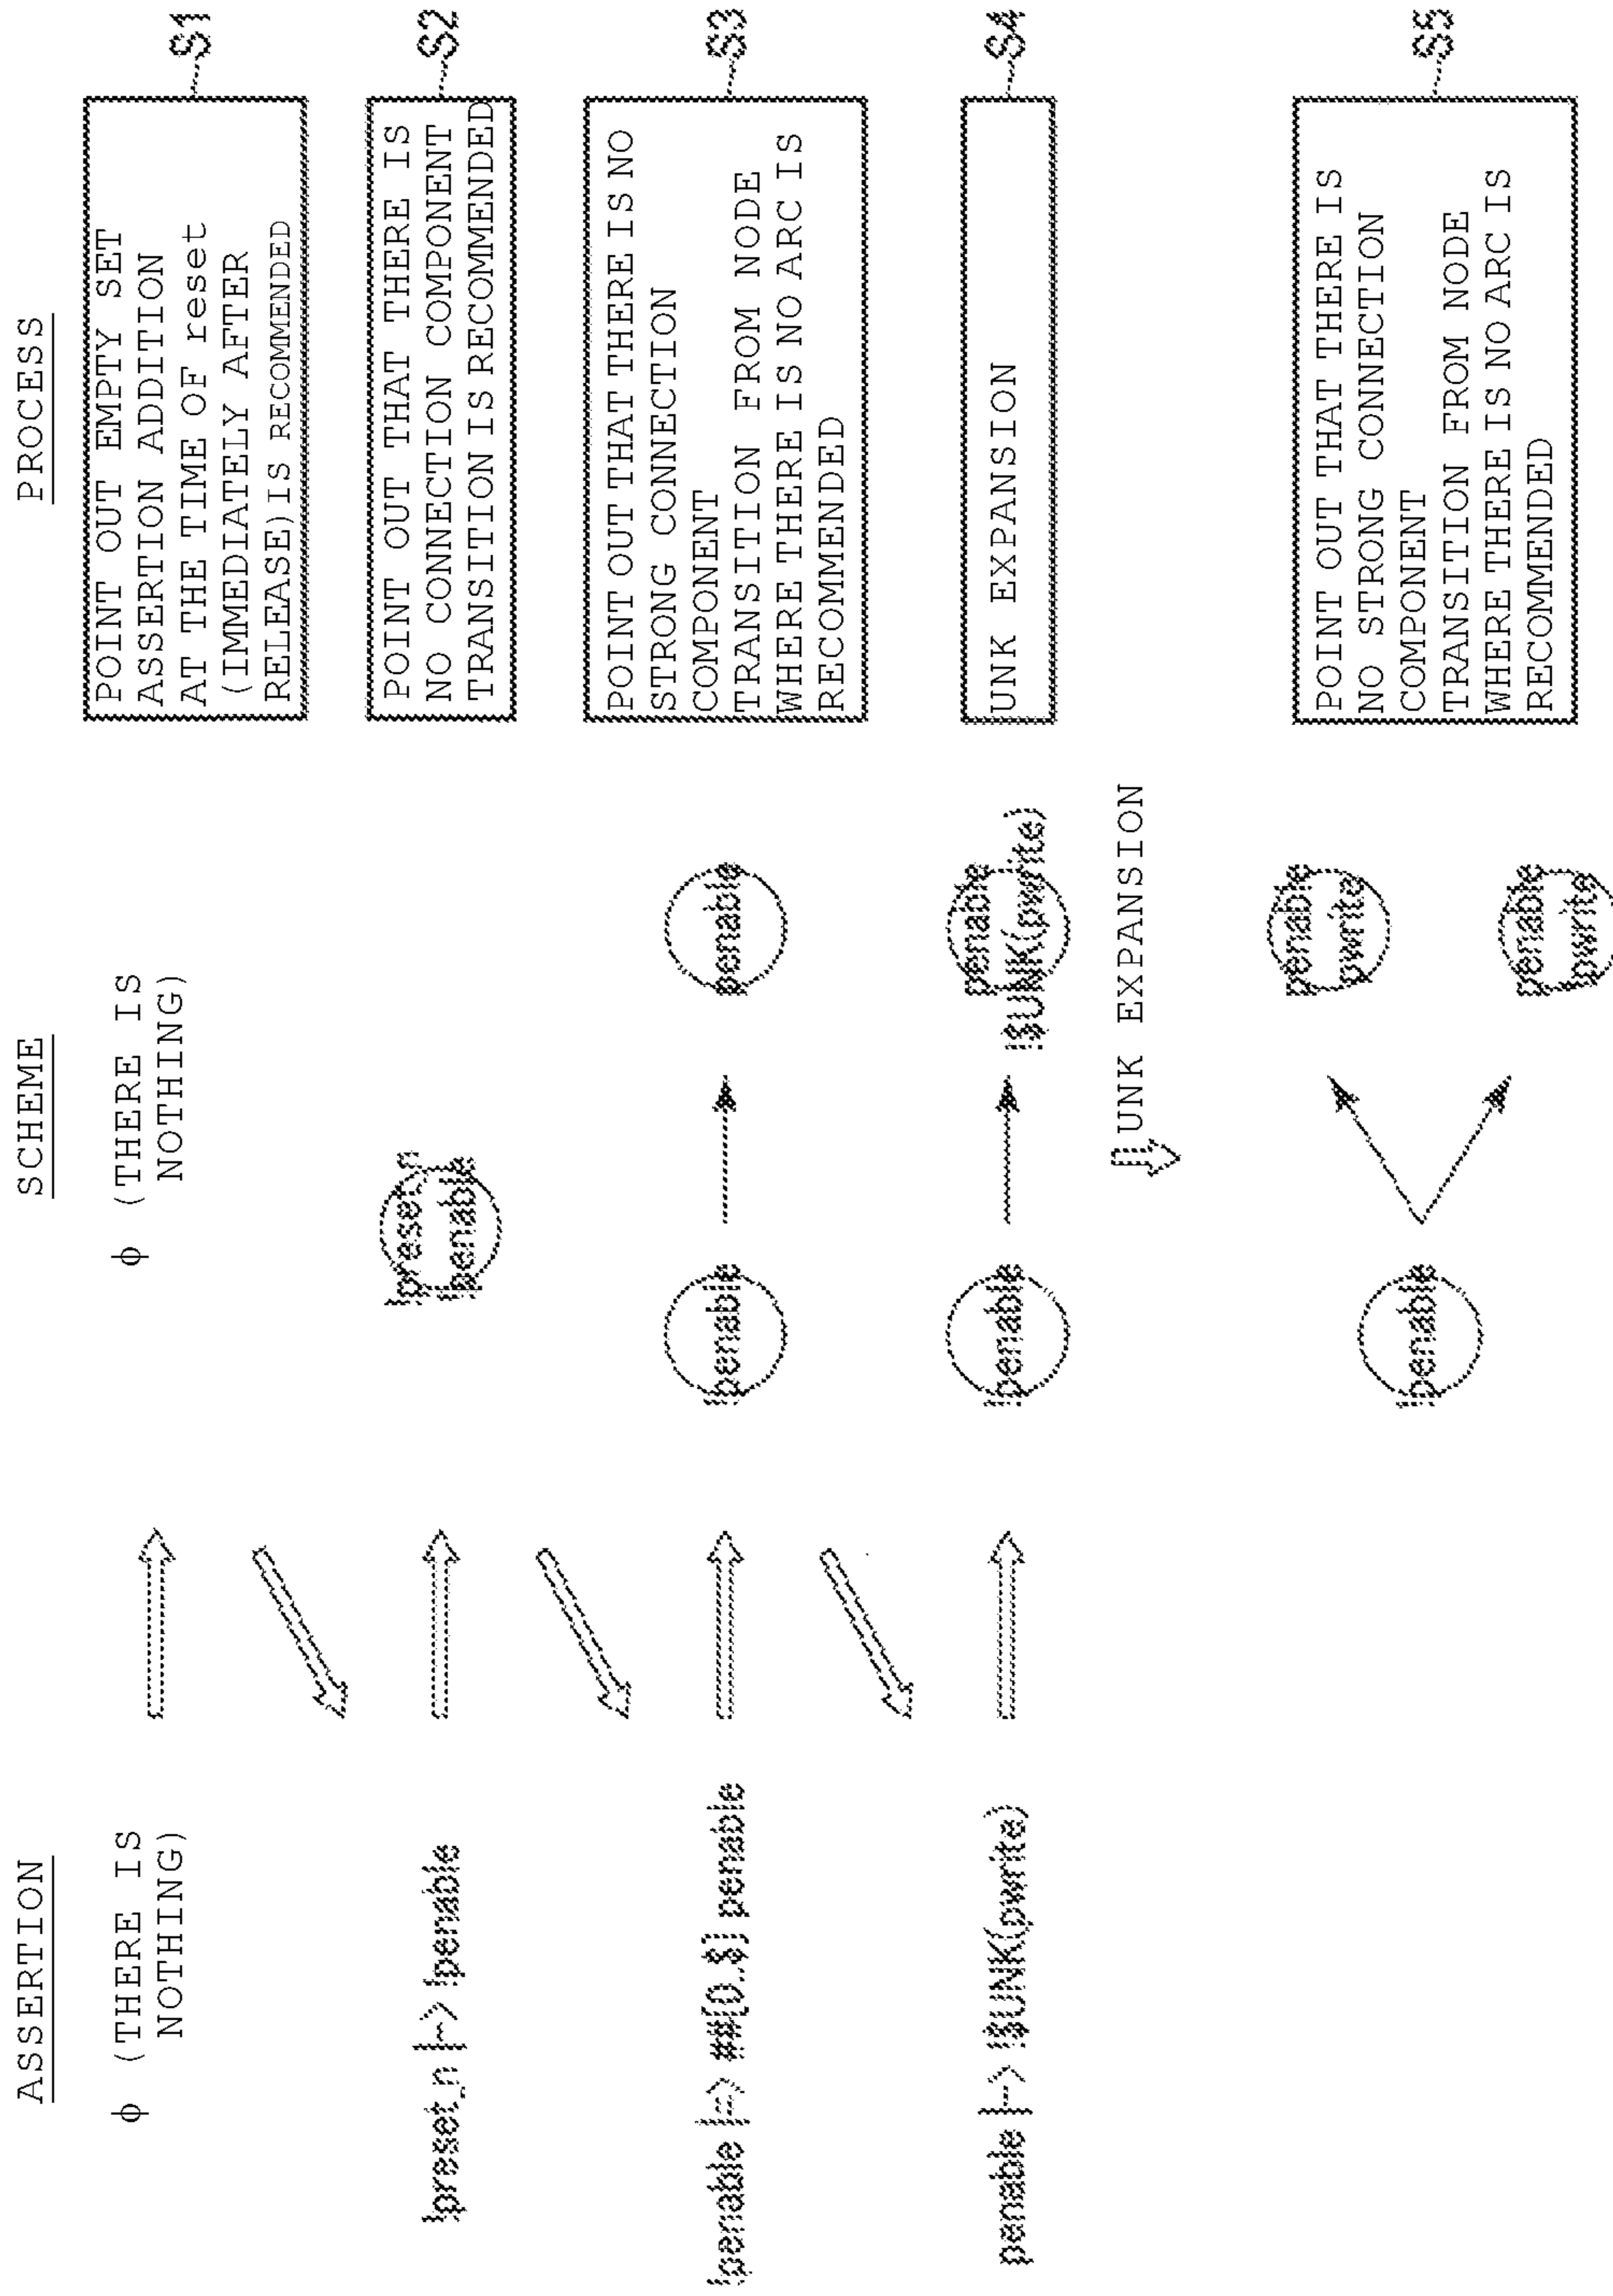 ASSERTION
SCHEME
PROCESS
ϕ (THERE IS
NOTHING)
ϕ (THERE IS
NOTHING)
POINT OUT EMPTY SET
ASSERTION ADDITION
AT THE TIME OF reset
(IMMEDIATELY AFTER
RELEASE) IS RECOMMENDED
S1
!preset_n |-> !penable
!preset_n
!penable
POINT OUT THAT THERE IS
NO CONNECTION COMPONENT
TRANSITION IS RECOMMENDED
S2
!penable |=> ##[0..$] penable
!penable
penable
POINT OUT THAT THERE IS NO
STRONG CONNECTION
COMPONENT
TRANSITION FROM NODE
WHERE THERE IS NO ARC IS
RECOMMENDED
S3
penable |-> !$UNK(pwrite)
!penable
penable
!$UNK(pwrite)
UNK EXPANSION
S4
UNK EXPANSION
!penable
penable
pwrite
penable
!pwrite
POINT OUT THAT THERE IS
NO STRONG CONNECTION
COMPONENT
TRANSITION FROM NODE
WHERE THERE IS NO ARC IS
RECOMMENDED
S5